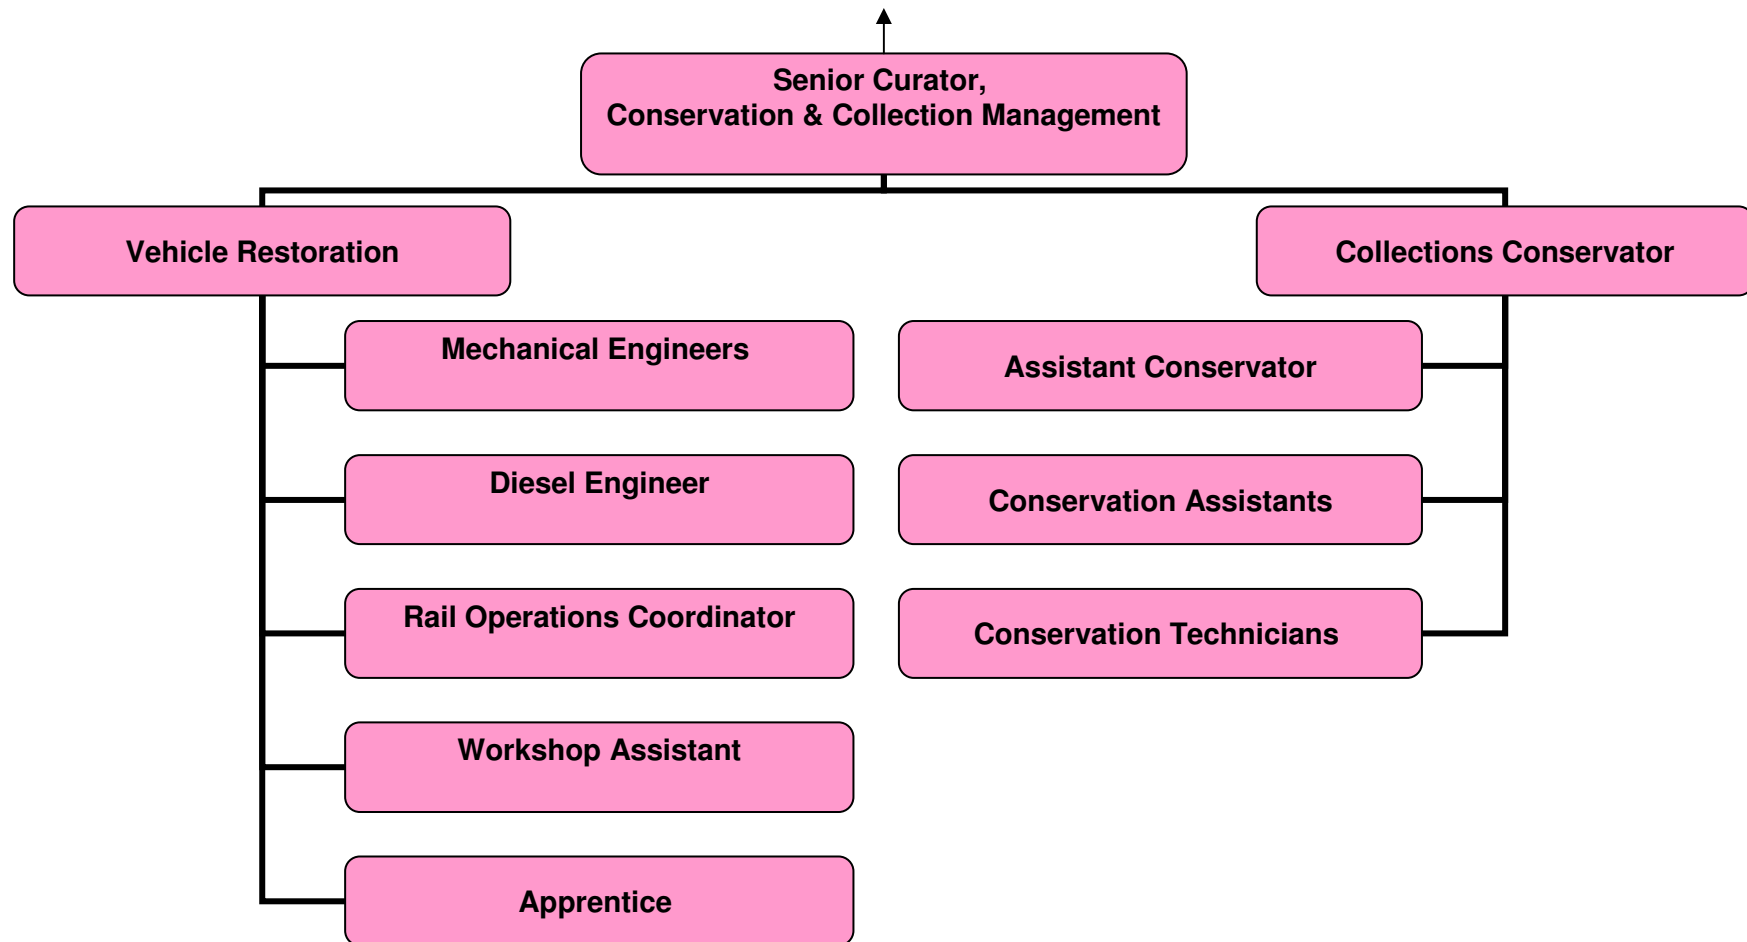 Senior Curator,
Conservation & Collection Management
Vehicle Restoration
Collections Conservator
Mechanical Engineers
Assistant Conservator
Diesel Engineer
Conservation Assistants
Rail Operations Coordinator
Conservation Technicians
Workshop Assistant
Apprentice